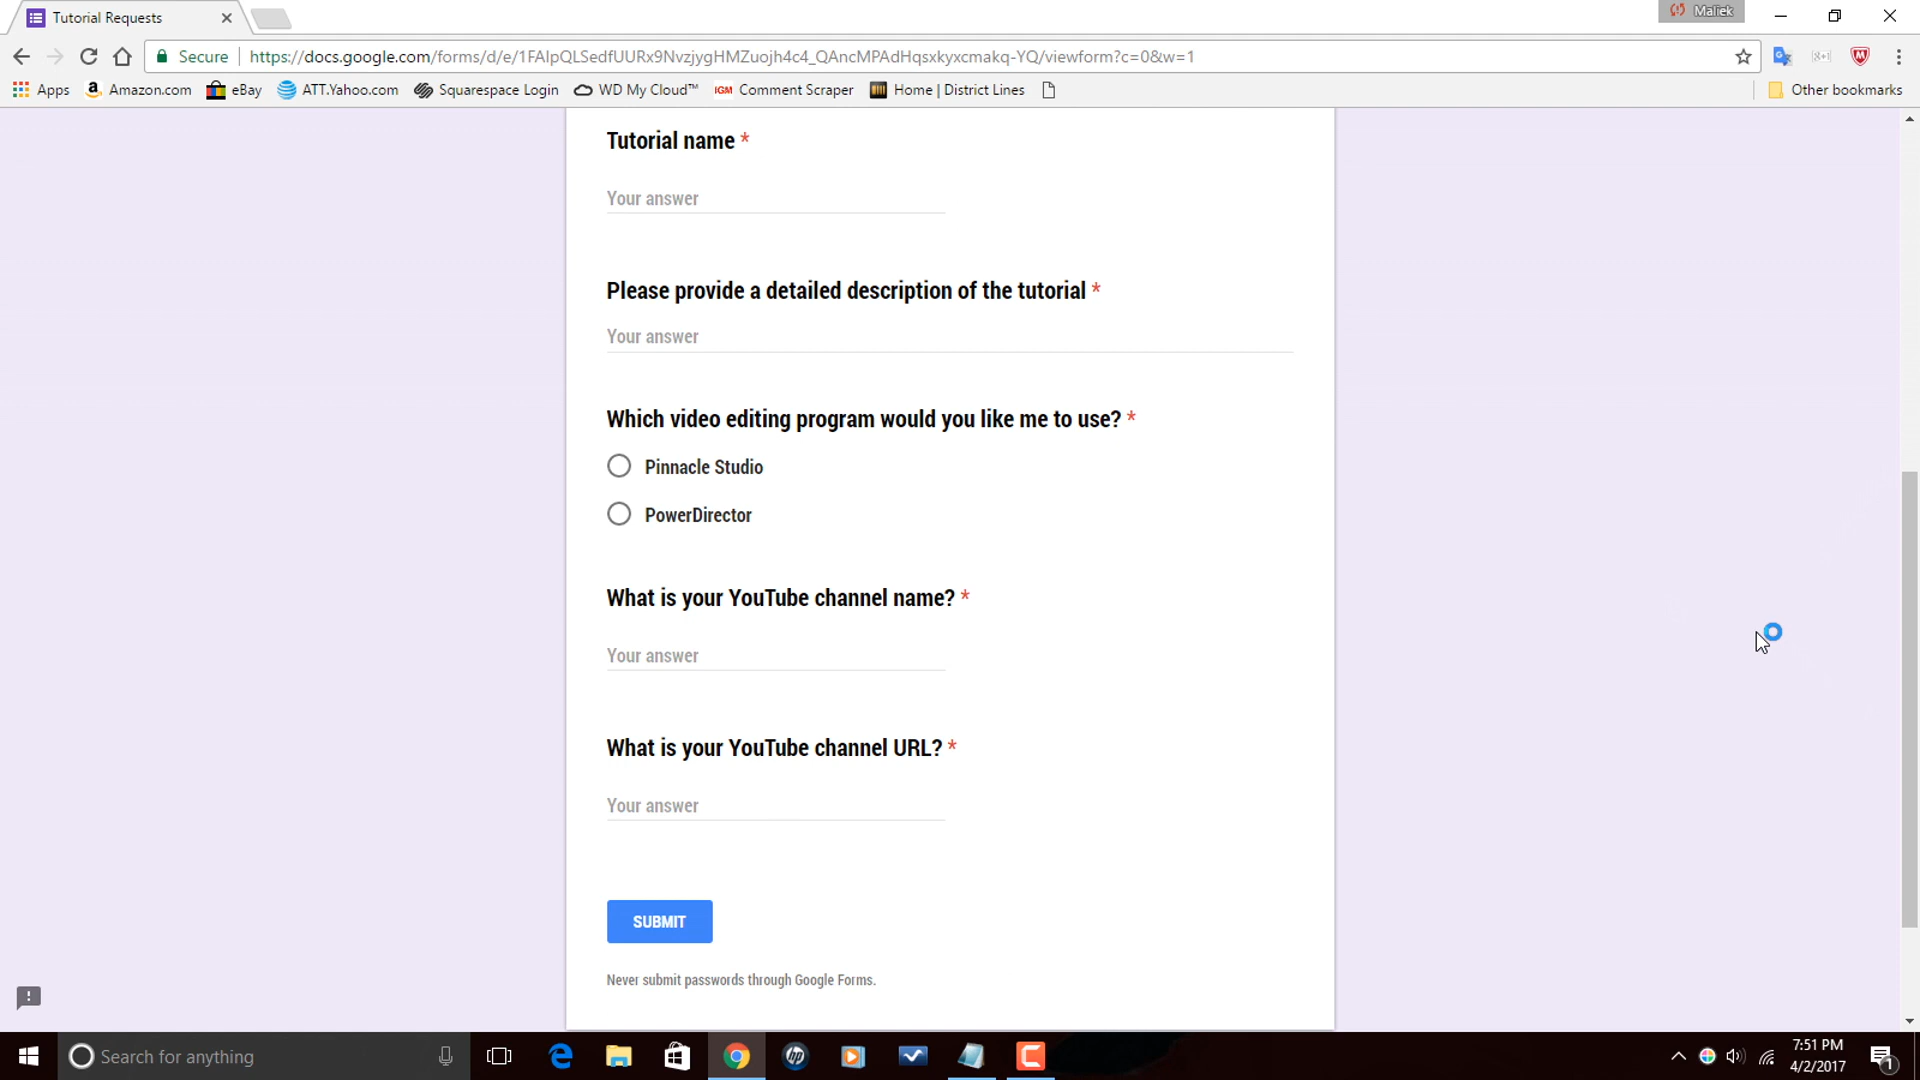 Tutorial Requests
Maliek
Secure https://docs.google.com/forms/d/e/1FAIpQLSedfUURx9NvzjygHMZuojh4c4_QAncMPAdHqsxkyxcmakq-YQ/viewform?c=0&w=1
Apps Amazon.com eBay ATT.Yahoo.com Squarespace Login WD My Cloud™ IGM Comment Scraper Home | District Lines Other bookmarks
Tutorial name *
Your answer
Please provide a detailed description of the tutorial *
Your answer
Which video editing program would you like me to use? *
Pinnacle Studio
PowerDirector
What is your YouTube channel name? *
Your answer
What is your YouTube channel URL? *
Your answer
SUBMIT
Never submit passwords through Google Forms.
Search for anything
7:51 PM
4/2/2017
1